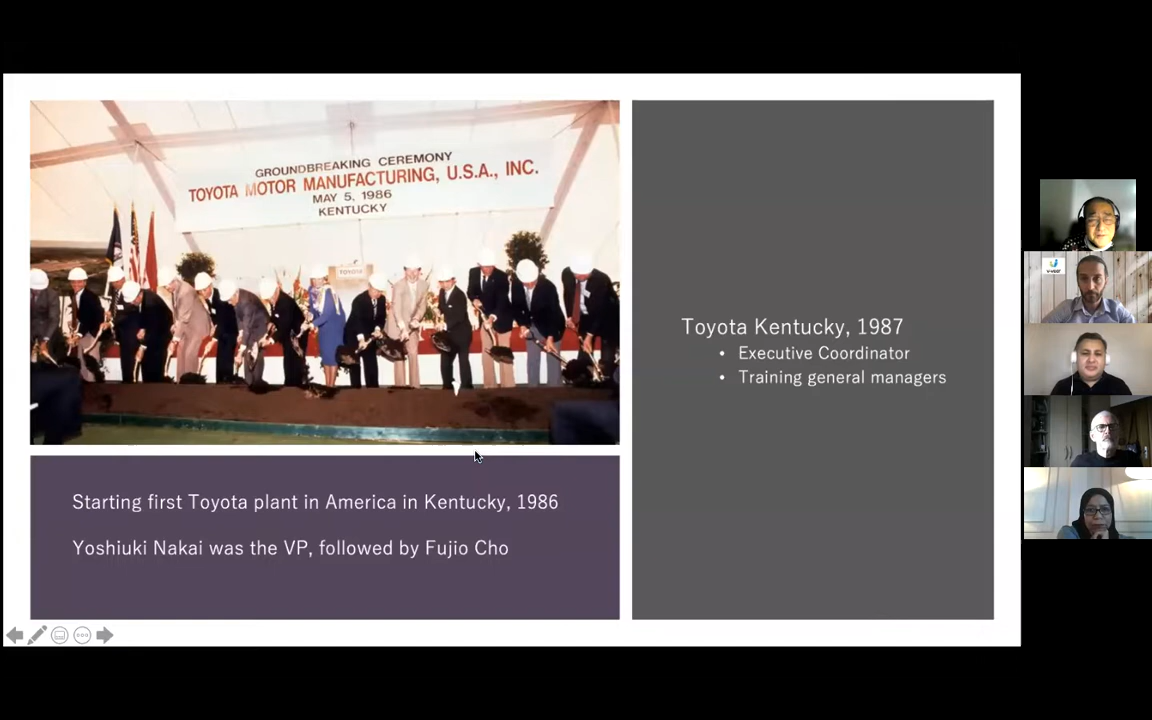 GROUNDBREAKING CEREMONY
TOYOTA MOTOR MANUFACTURING, U.S.A., INC.
MAY 5, 1986
KENTUCKY
TOYOTA
Starting first Toyota plant in America in Kentucky, 1986
Yoshiuki Nakai was the VP, followed by Fujio Cho
Toyota Kentucky, 1987
• Executive Coordinator
• Training general managers